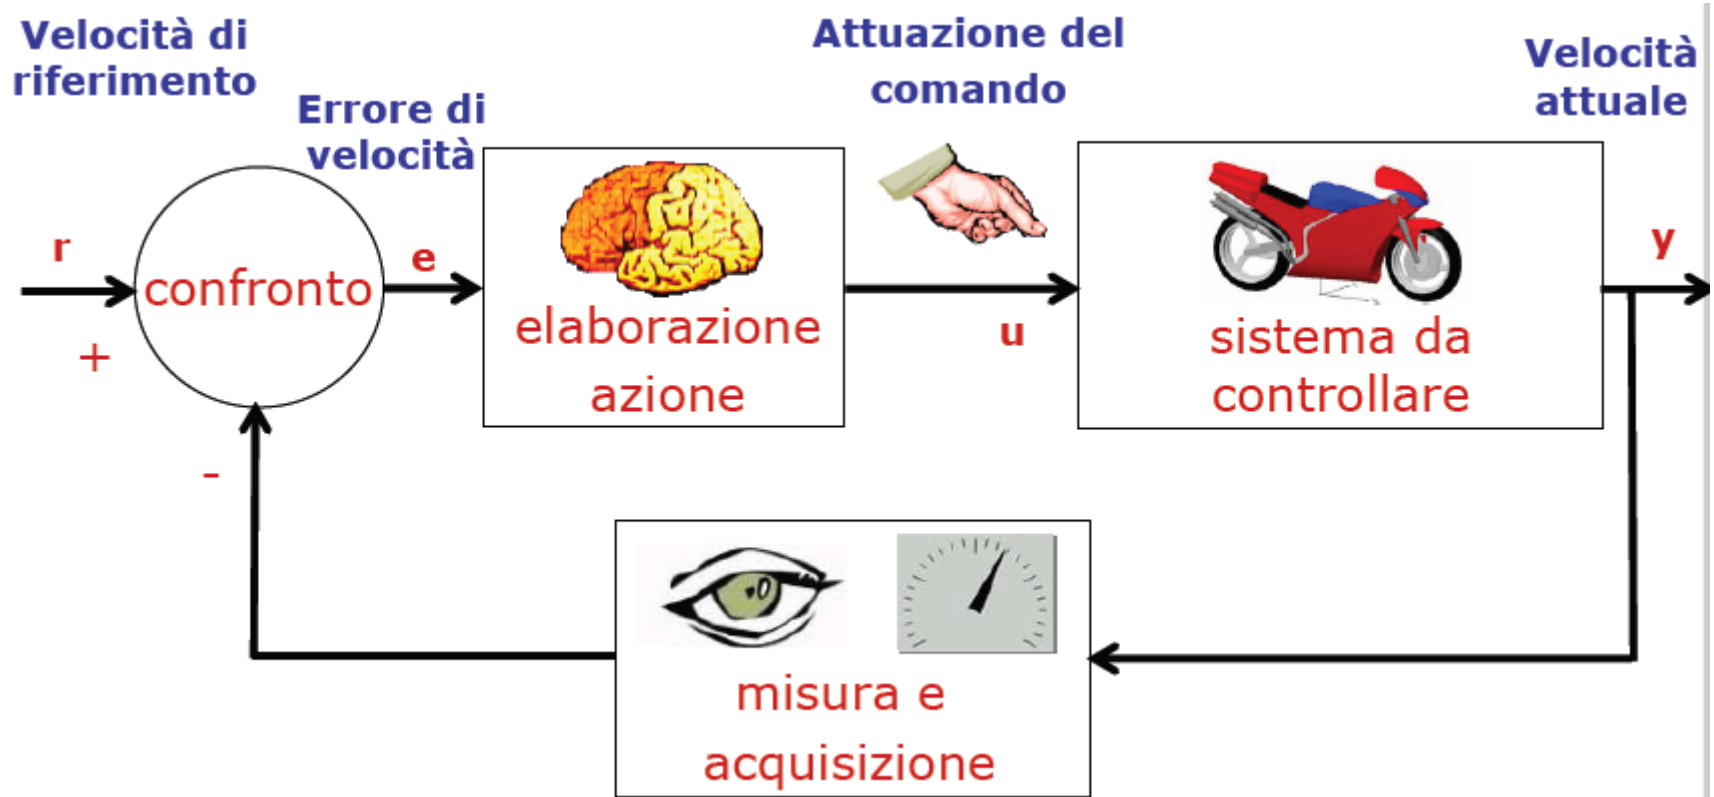 Velocità di
riferimento
Errore di
velocità
Attuazione del
comando
Velocità
attuale
r
+
confronto
e
elaborazione
azione
u
sistema da
controllare
y
-
misura e
acquisizione